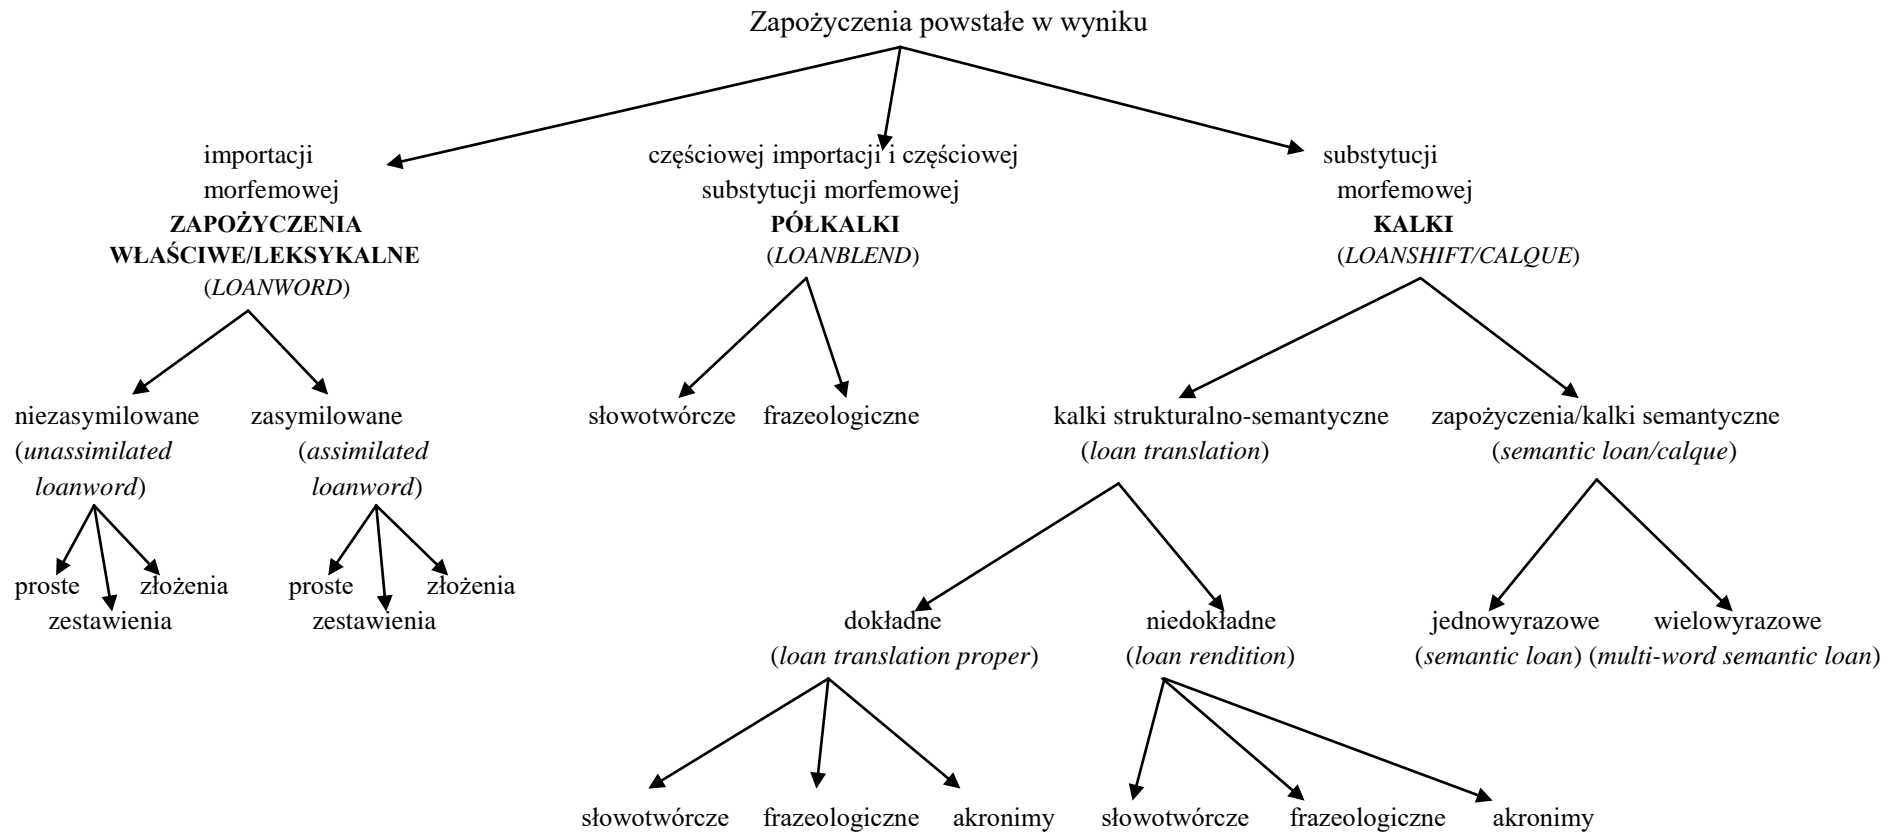 Zapożyczenia powstałe w wyniku
importacji
morfemowej
ZAPOŻYCZENIA
WŁAŚCIWE/LEKSYKALNE
(LOANWORD)
częściowej importacji i częściowej
substytucji morfemowej
PÓŁKALKI
(LOANBLEND)
substytucji
morfemowej
KALKI
(LOANSHIFT/CALQUE)
niezasymilowane
(unassimilated
loanword)
zasymilowane
(assimilated
loanword)
słowotwórcze
frazeologiczne
kalki strukturalno-semantyczne
(loan translation)
zapożyczenia/kalki semantyczne
(semantic loan/calque)
proste
złożenia
zestawienia
proste
złożenia
zestawienia
dokładne
(loan translation proper)
niedokładne
(loan rendition)
jednowyrazowe
(semantic loan)
wielowyrazowe
(multi-word semantic loan)
słowotwórcze
frazeologiczne
akronimy
słowotwórcze
frazeologiczne
akronimy